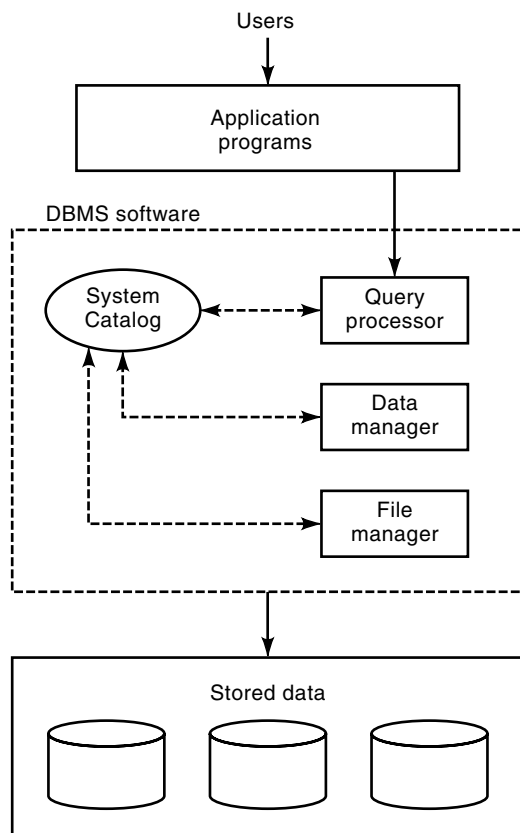 Users
Application
programs
DBMS software
System
Catalog
Query
processor
Data
manager
File
manager
Stored data